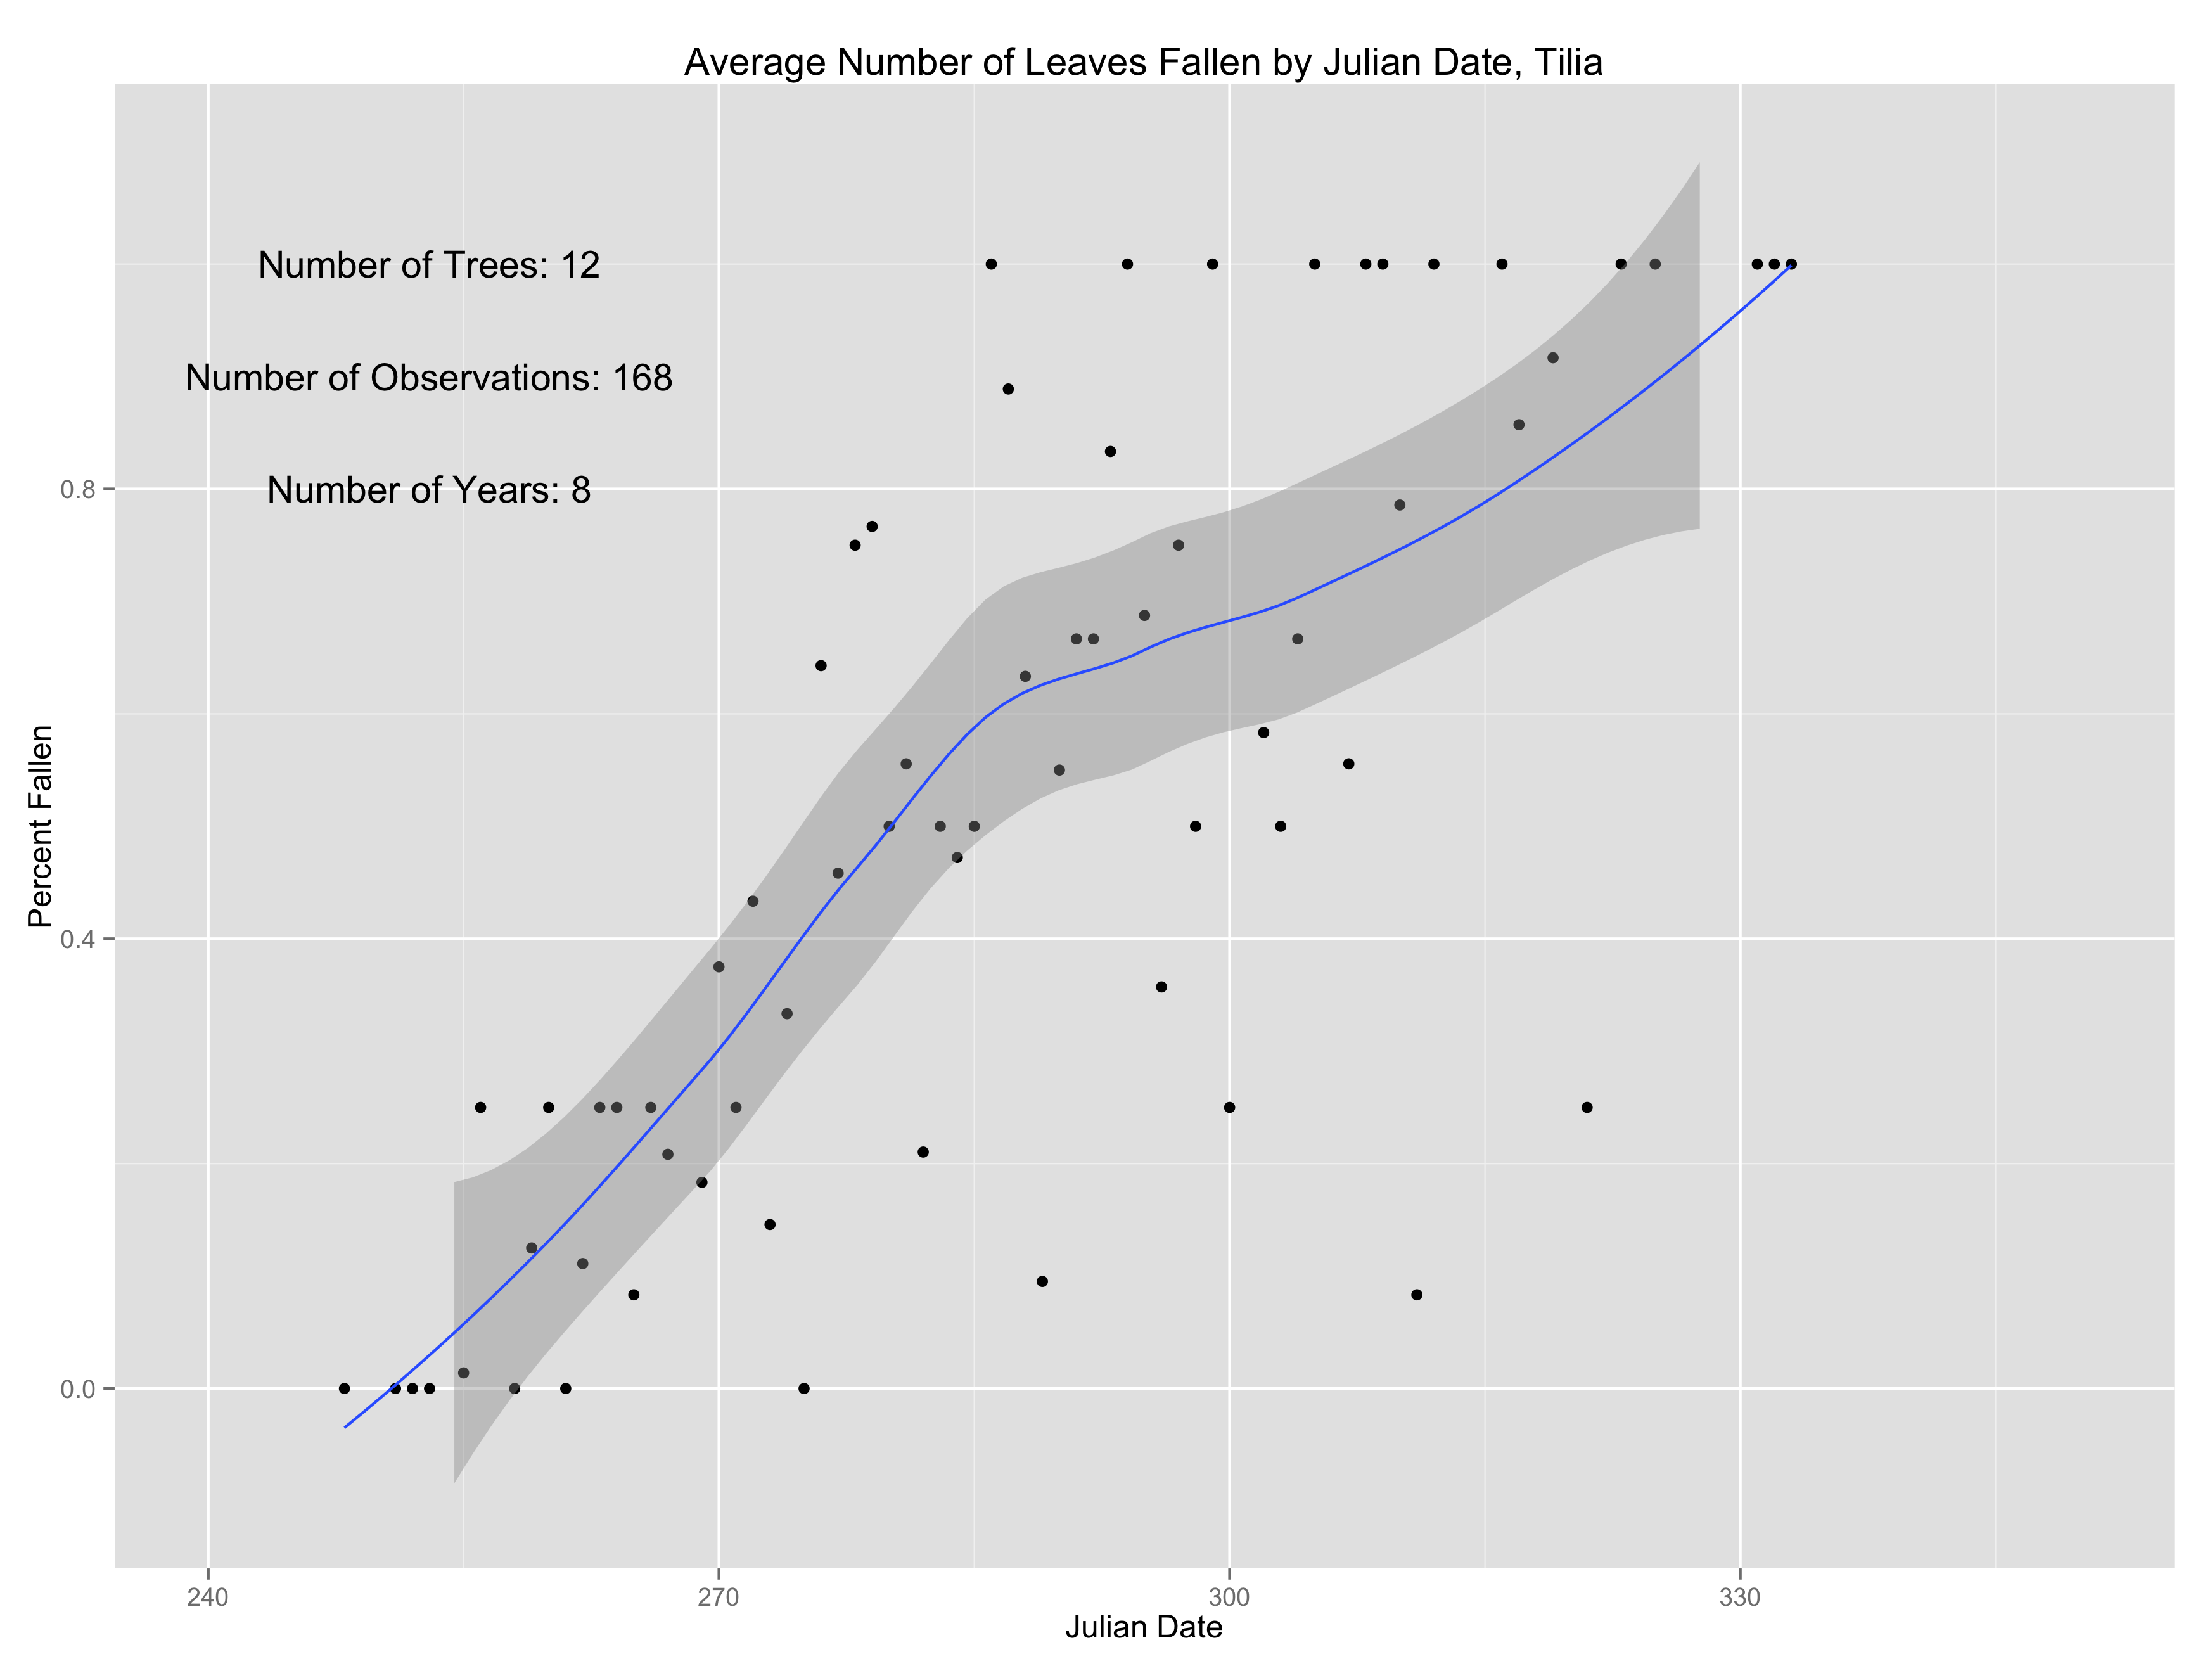 Average Number of Leaves Fallen by Julian Date, Tilia
Number of Trees: 12
Number of Observations: 168
Number of Years: 8
Percent Fallen
0.8
0.4
0.0
240
270
300
330
Julian Date